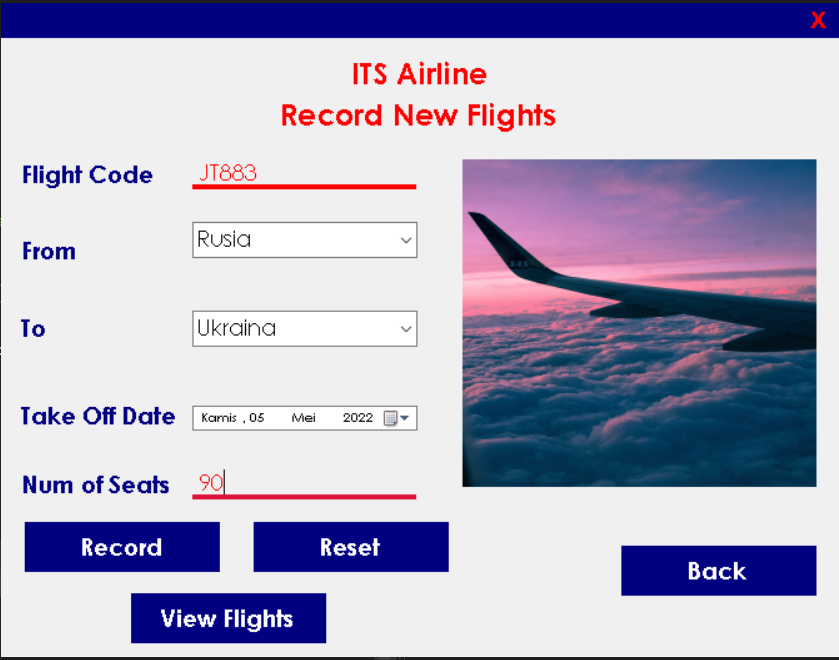 X
ITS Airline
Record New Flights
Flight Code JT883
From Rusia
To Ukraina
Take Off Date Kamis , 05 Mei 2022
Num of Seats 90
Record Reset
Back
View Flights